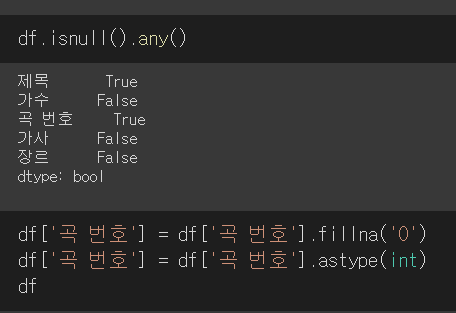 df.isnull().any()
제목 True
가수 False
곡 번호 True
가사 False
장르 False
dtype: bool
df['곡 번호'] = df['곡 번호'].fillna('0')
df['곡 번호'] = df['곡 번호'].astype(int)
df